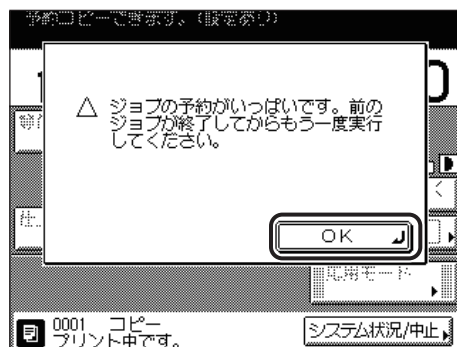 予約コピーできます。(設定あり)
ジョブの予約がいっぱいです。前の
ジョブが終了してからもう一度実行
してください。
OK
応用モード
0001 コピー
プリント中です。
システム状況/中止